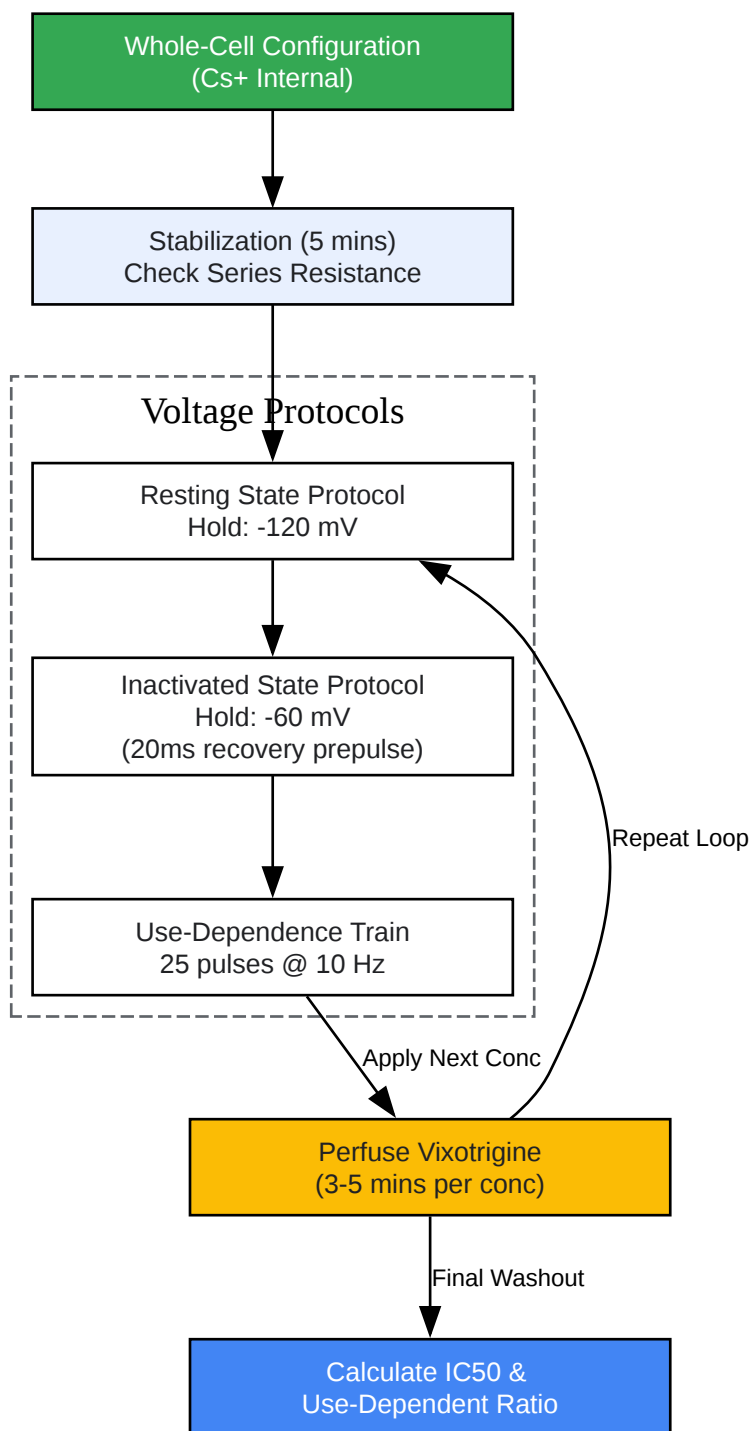 Whole-Cell Configuration
(Cs+ Internal)
Stabilization (5 mins)
Check Series Resistance
Voltage Protocols
Resting State Protocol
Hold: -120 mV
Inactivated State Protocol
Hold: -60 mV
(20ms recovery prepulse)
Repeat Loop
Use-Dependence Train
25 pulses @ 10 Hz
Apply Next Conc
Perfuse Vixotrigine
(3-5 mins per conc)
Final Washout
Calculate IC50 &
Use-Dependent Ratio